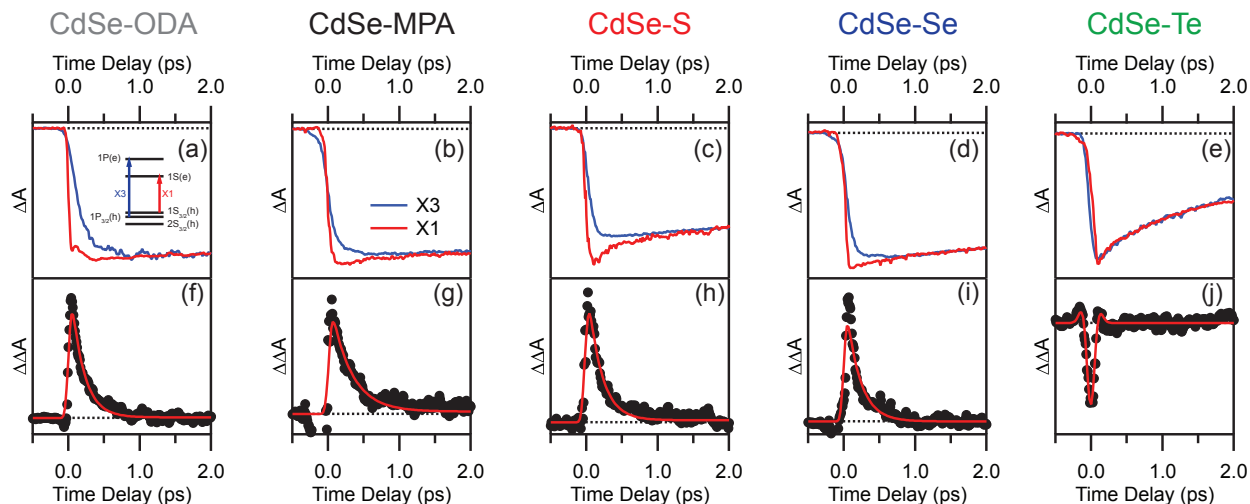 CdSe-ODA CdSe-MPA CdSe-S CdSe-Se CdSe-Te
Time Delay (ps) Time Delay (ps) Time Delay (ps) Time Delay (ps) Time Delay (ps)
0.0 1.0 2.0 0.0 1.0 2.0 0.0 1.0 2.0 0.0 1.0 2.0 0.0 1.0 2.0
(a) (b) (c) (d) (e)
1P(e)
1S(e)
X3 X1
1P3/2(h) 1S3/2(h)
2S3/2(h)
X3
X1
ΔA ΔA ΔA ΔA ΔA
(f) (g) (h) (i) (j)
ΔΔA ΔΔA ΔΔA ΔΔA ΔΔA
0.0 1.0 2.0 0.0 1.0 2.0 0.0 1.0 2.0 0.0 1.0 2.0 0.0 1.0 2.0
Time Delay (ps) Time Delay (ps) Time Delay (ps) Time Delay (ps) Time Delay (ps)